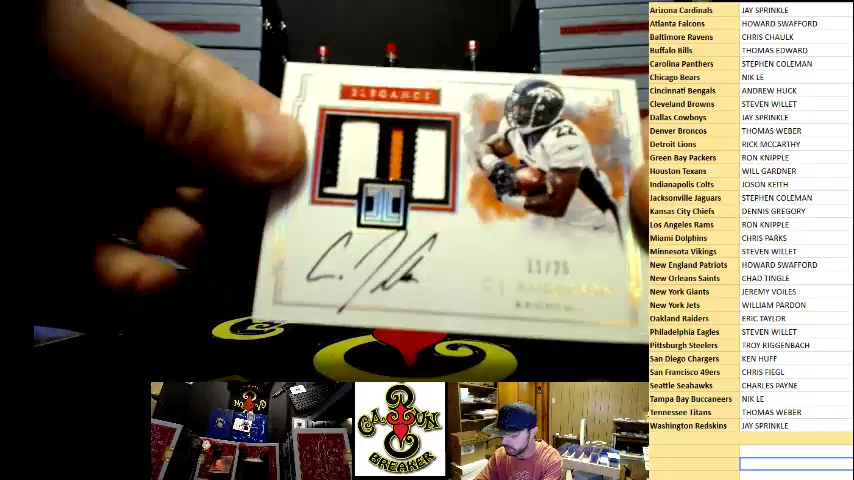 ELEGANCE
22
11/25
C.J. ANDERSON
BRONCOS
CAJUN
BREAKER
Arizona Cardinals JAY SPRINKLE
Atlanta Falcons HOWARD SWAFFORD
Baltimore Ravens CHRIS CHAULK
Buffalo Bills THOMAS EDWARD
Carolina Panthers STEPHEN COLEMAN
Chicago Bears NIK LE
Cincinnati Bengals ANDREW HUCK
Cleveland Browns STEVEN WILLET
Dallas Cowboys JAY SPRINKLE
Denver Broncos THOMAS WEBER
Detroit Lions RICK MCCARTHY
Green Bay Packers RON KNIPPLE
Houston Texans WILL GARDNER
Indianapolis Colts JOSON KEITH
Jacksonville Jaguars STEPHEN COLEMAN
Kansas City Chiefs DENNIS GREGORY
Los Angeles Rams RON KNIPPLE
Miami Dolphins CHRIS PARKS
Minnesota Vikings STEVEN WILLET
New England Patriots HOWARD SWAFFORD
New Orleans Saints CHAD TINGLE
New York Giants JEREMY VOILES
New York Jets WILLIAM PARDON
Oakland Raiders ERIC TAYLOR
Philadelphia Eagles STEVEN WILLET
Pittsburgh Steelers TROY RIGGENBACH
San Diego Chargers KEN HUFF
San Francisco 49ers CHRIS FIEGL
Seattle Seahawks CHARLES PAYNE
Tampa Bay Buccaneers NIK LE
Tennessee Titans THOMAS WEBER
Washington Redskins JAY SPRINKLE